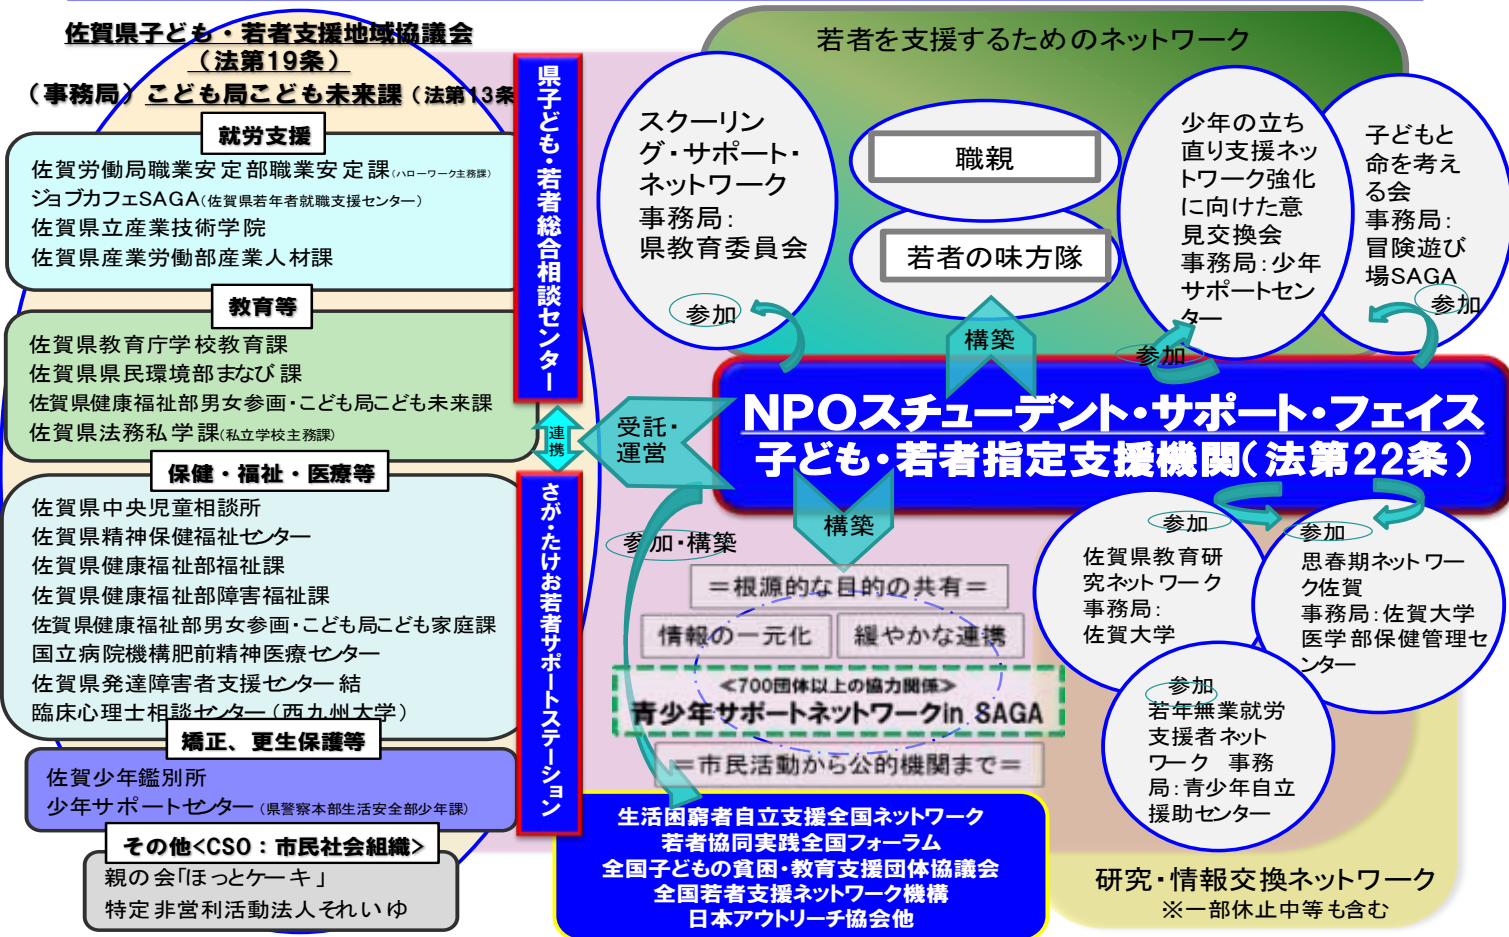 佐賀県子ども・若者支援地域協議会
（法第19条）
（事務局）こども局こども未来課（法第13条
就労支援
佐賀労働局職業安定部職業安定課(ハローワーク主務課)
ジョブカフェSAGA(佐賀県若年者就職支援センター)
佐賀県立産業技術学院
佐賀県産業労働部産業人材課
教育等
佐賀県教育庁学校教育課
佐賀県県民環境部まなび課
佐賀県健康福祉部男女参画・こども局こども未来課
佐賀県法務私学課(私立学校主務課)
保健・福祉・医療等
佐賀県中央児童相談所
佐賀県精神保健福祉センター
佐賀県健康福祉部福祉課
佐賀県健康福祉部障害福祉課
佐賀県健康福祉部男女参画・こども局こども家庭課
国立病院機構肥前精神医療センター
佐賀県発達障害者支援センター結
臨床心理士相談センター（西九州大学）
矯正、更生保護等
佐賀少年鑑別所
少年サポートセンター（県警察本部生活安全部少年課）
その他<CSO：市民社会組織>
親の会「ほっとケーキ」
特定非営利活動法人それいゆ
県子ども・若者総合相談センター
連携
さが・たけお若者サポートステーション
若者を支援するためのネットワーク
スクーリン
グ・サポート・
ネットワーク
事務局：
県教育委員会
参加
職親
若者の味方隊
構築
少年の立ち
直り支援ネッ
トワーク強化
に向けた意
見交換会
事務局：少年
サポートセン
ター
参加
子どもと
命を考え
る会
事務局：
冒険遊び
場SAGA
参加
受託・
運営
NPOスチューデント・サポート・フェイス
子ども・若者指定支援機関（法第22条）
構築
参加・構築
＝根源的な目的の共有＝
情報の一元化
緩やかな連携
≪700団体以上の協力関係≫
青少年サポートネットワークin SAGA
＝市民活動から公的機関まで＝
生活困窮者自立支援全国ネットワーク
若者協同実践全国フォーラム
全国子どもの貧困・教育支援団体協議会
全国若者支援ネットワーク機構
日本アウトリーチ協会他
参加
佐賀県教育研
究ネットワーク
事務局：
佐賀大学
参加
思春期ネットワー
ク佐賀
事務局：佐賀大学
医学部保健管理セ
ンター
参加
若年無業就労
支援者ネット
ワーク　事務
局：青少年自立
援助センター
研究・情報交換ネットワーク
※一部休止中等も含む